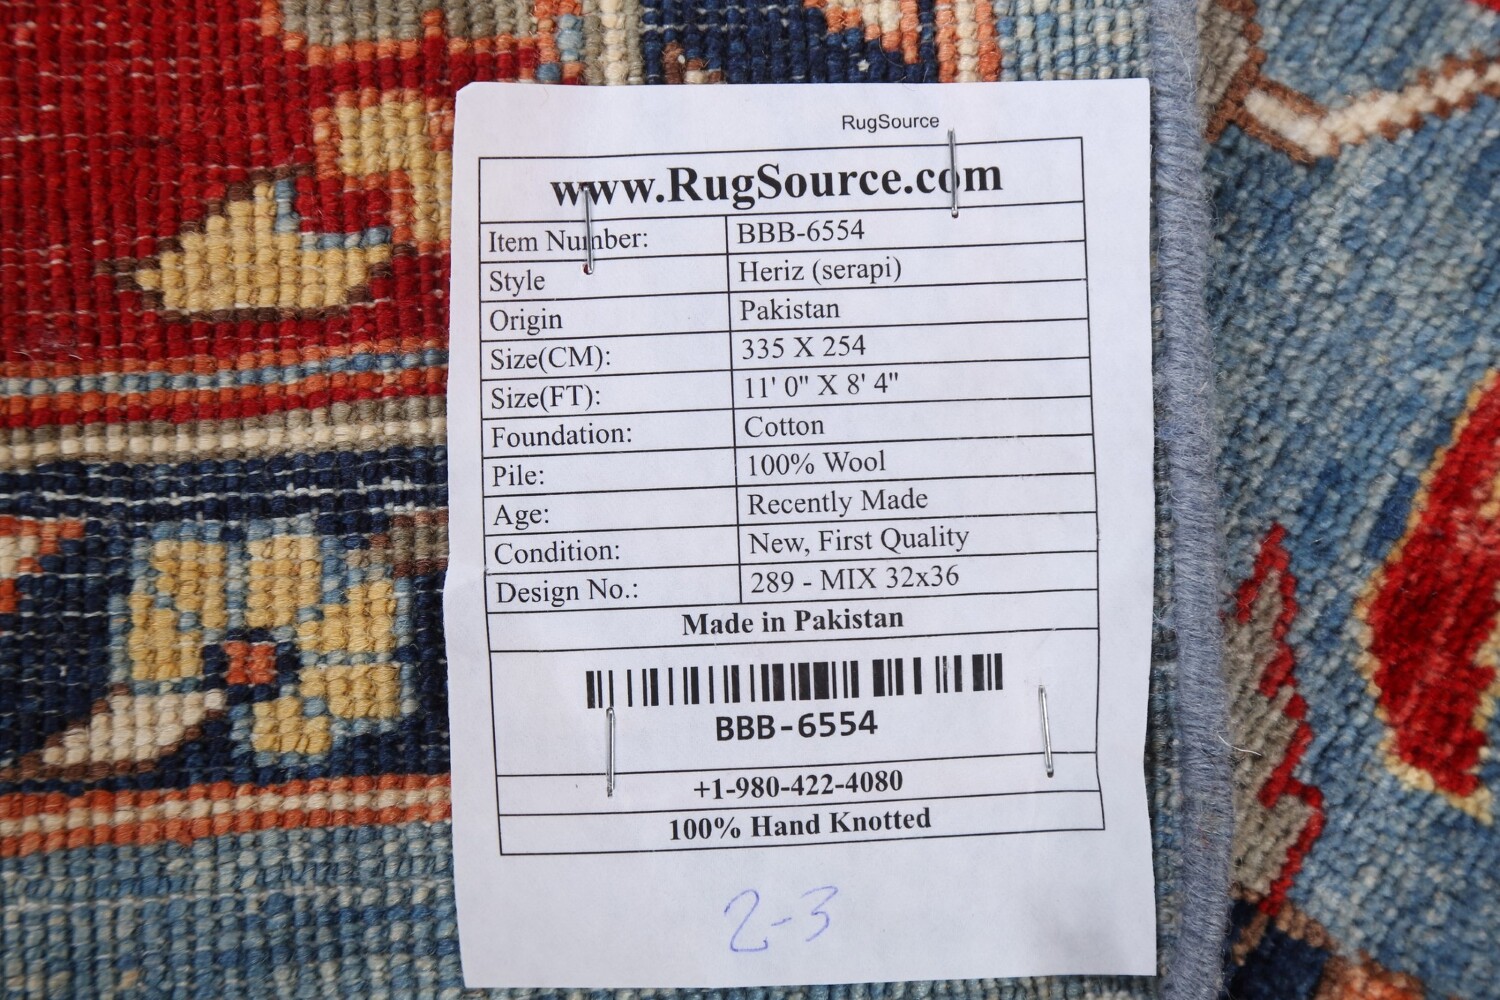 RugSource
www.RugSource.com
Item Number: BBB-6554
Style Heriz (serapi)
Origin Pakistan
Size(CM): 335 X 254
Size(FT): 11' 0" X 8' 4"
Foundation: Cotton
Pile: 100% Wool
Age: Recently Made
Condition: New, First Quality
Design No.: 289 - MIX 32x36
Made in Pakistan
BBB-6554
+1-980-422-4080
100% Hand Knotted
2-3